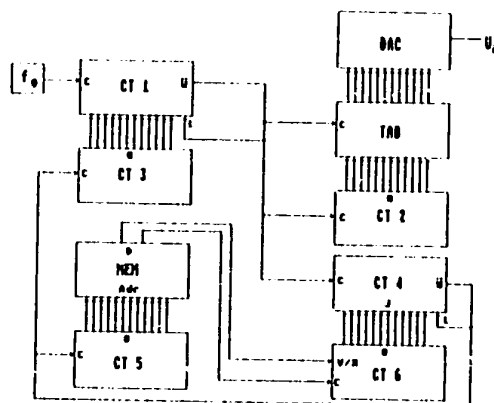 DAC
f₀
C CT 1 Ü
L
C TAB
C CT 3
C CT 2
D
MEM
Adr
C CT 4 Ü
J L
C CT 5
V/R
C CT 6